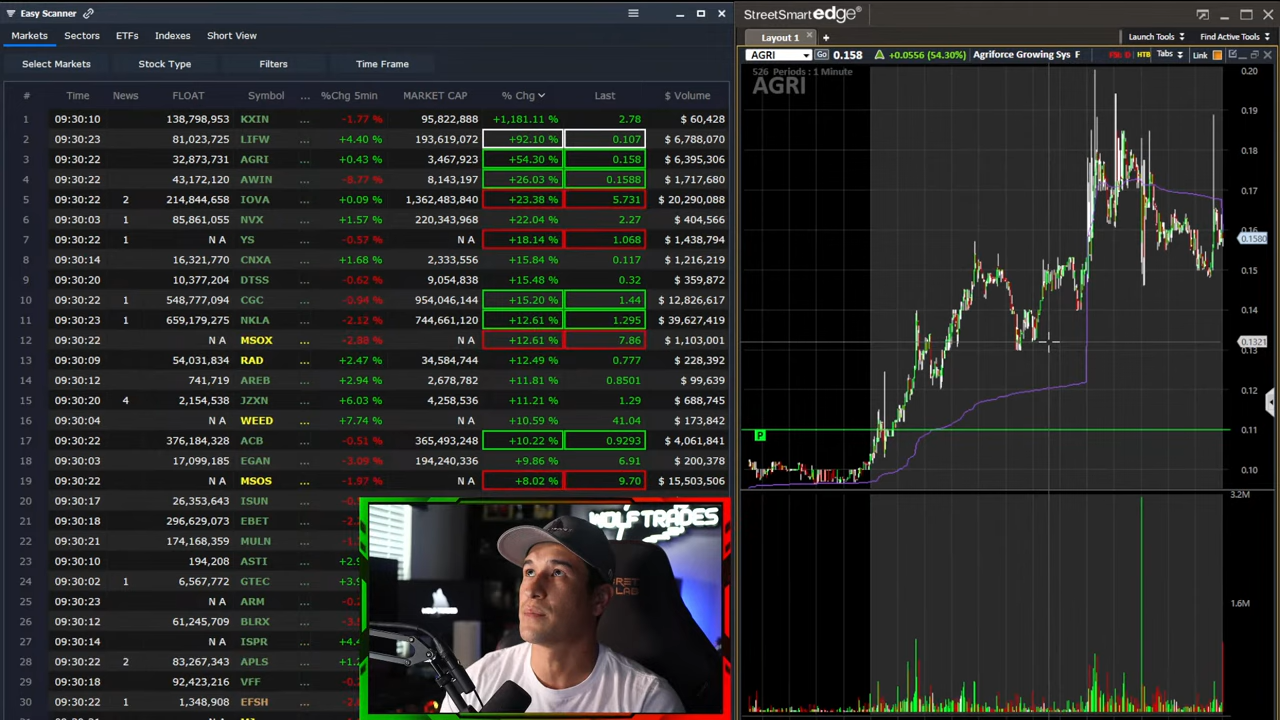 Easy Scanner
Markets Sectors ETFs Indexes Short View
Select Markets Stock Type Filters Time Frame
# Time News FLOAT Symbol ... %Chg 5min MARKET CAP % Chg Last $ Volume
1 09:30:10 138,798,953 KXIN ... -1.77 % 95,822,888 +1,181.11 % 2.78 $ 60,428
2 09:30:23 81,023,725 LIFW ... +4.40 % 193,619,072 +92.10 % 0.107 $ 6,788,070
3 09:30:23 32,873,731 AGRI ... +0.43 % 3,467,923 +54.30 % 0.158 $ 6,395,306
4 09:30:22 43,172,120 AWIN ... -8.77 % 8,143,197 +26.03 % 0.1588 $ 1,717,680
5 09:30:22 2 214,844,658 IOVA ... +0.09 % 1,362,483,840 +23.38 % 5.731 $ 20,290,088
6 09:30:03 1 85,861,055 NVX ... +1.57 % 220,343,968 +22.04 % 2.27 $ 404,566
7 09:30:22 1 N A YS ... -0.57 % N A +18.14 % 1.068 $ 1,438,794
8 09:30:14 16,321,770 CNXA ... +1.68 % 2,333,556 +15.84 % 0.117 $ 1,216,219
9 09:30:20 10,377,204 DTSS ... -0.62 % 9,054,838 +15.48 % 0.32 $ 359,872
10 09:30:22 1 548,777,094 CGC ... -0.94 % 954,046,144 +15.20 % 1.44 $ 12,826,617
11 09:30:23 1 659,179,275 NKLA ... -2.12 % 744,661,120 +12.61 % 1.295 $ 39,627,419
12 09:30:22 N A MSOX ... -2.88 % N A +12.61 % 7.86 $ 1,103,001
13 09:30:09 54,031,834 RAD ... +2.47 % 34,584,744 +12.49 % 0.777 $ 228,392
14 09:30:12 741,719 AREB ... +2.94 % 2,678,782 +11.81 % 0.8501 $ 99,639
15 09:30:20 4 2,154,538 JZXN ... +6.03 % 4,258,536 +11.21 % 1.29 $ 688,745
16 09:30:04 N A WEED ... +7.74 % N A +10.59 % 41.04 $ 173,842
17 09:30:22 376,184,328 ACB ... -0.51 % 365,493,248 +10.22 % 0.9293 $ 4,061,841
18 09:30:03 17,099,185 EGAN ... -3.09 % 194,240,336 +9.86 % 6.91 $ 200,378
19 09:30:22 N A MSOS ... -1.97 % N A +8.02 % 9.70 $ 15,503,506
20 09:30:17 26,353,643 ISUN ...
21 09:30:18 296,629,073 EBET ...
22 09:30:21 174,168,359 MULN ...
23 09:30:10 194,208 ASTI ...
24 09:30:02 1 6,567,772 GTEC ...
25 09:30:23 N A ARM ...
26 09:30:12 61,245,709 BLRX ...
27 09:30:14 N A ISPR ...
28 09:30:22 2 83,267,343 APLS ...
29 09:30:18 92,423,216 VFF ...
30 09:30:02 1 1,348,908 EFSH ...
WOLFTRADES
StreetSmart edge
Layout 1 +
Launch Tools Find Active Tools
AGRI Go 0.158 +0.0556 (54.30%) Agriforce Growing Sys F HTB Tabs Link
526 Periods : 1 Minute
AGRI
0.20
0.19
0.18
0.17
0.16
0.1580
0.15
0.14
0.1321
0.13
0.12
0.11
P
0.10
3.2M
1.6M